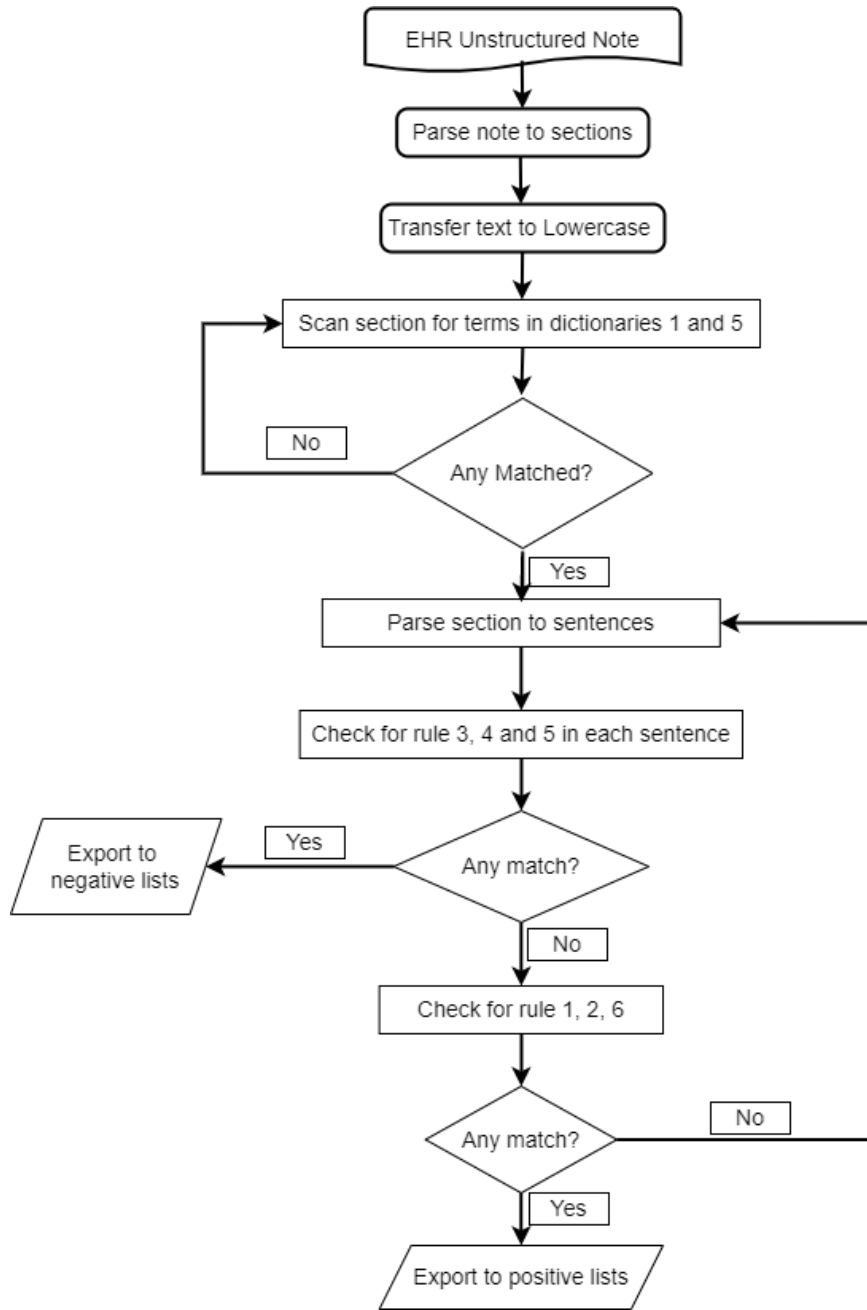 EHR Unstructured Note
Parse note to sections
Transfer text to Lowercase
Scan section for terms in dictionaries 1 and 5
No
Any Matched?
Yes
Parse section to sentences
Check for rule 3, 4 and 5 in each sentence
Yes
Export to
negative lists
Any match?
No
Check for rule 1, 2, 6
No
Any match?
Yes
Export to positive lists